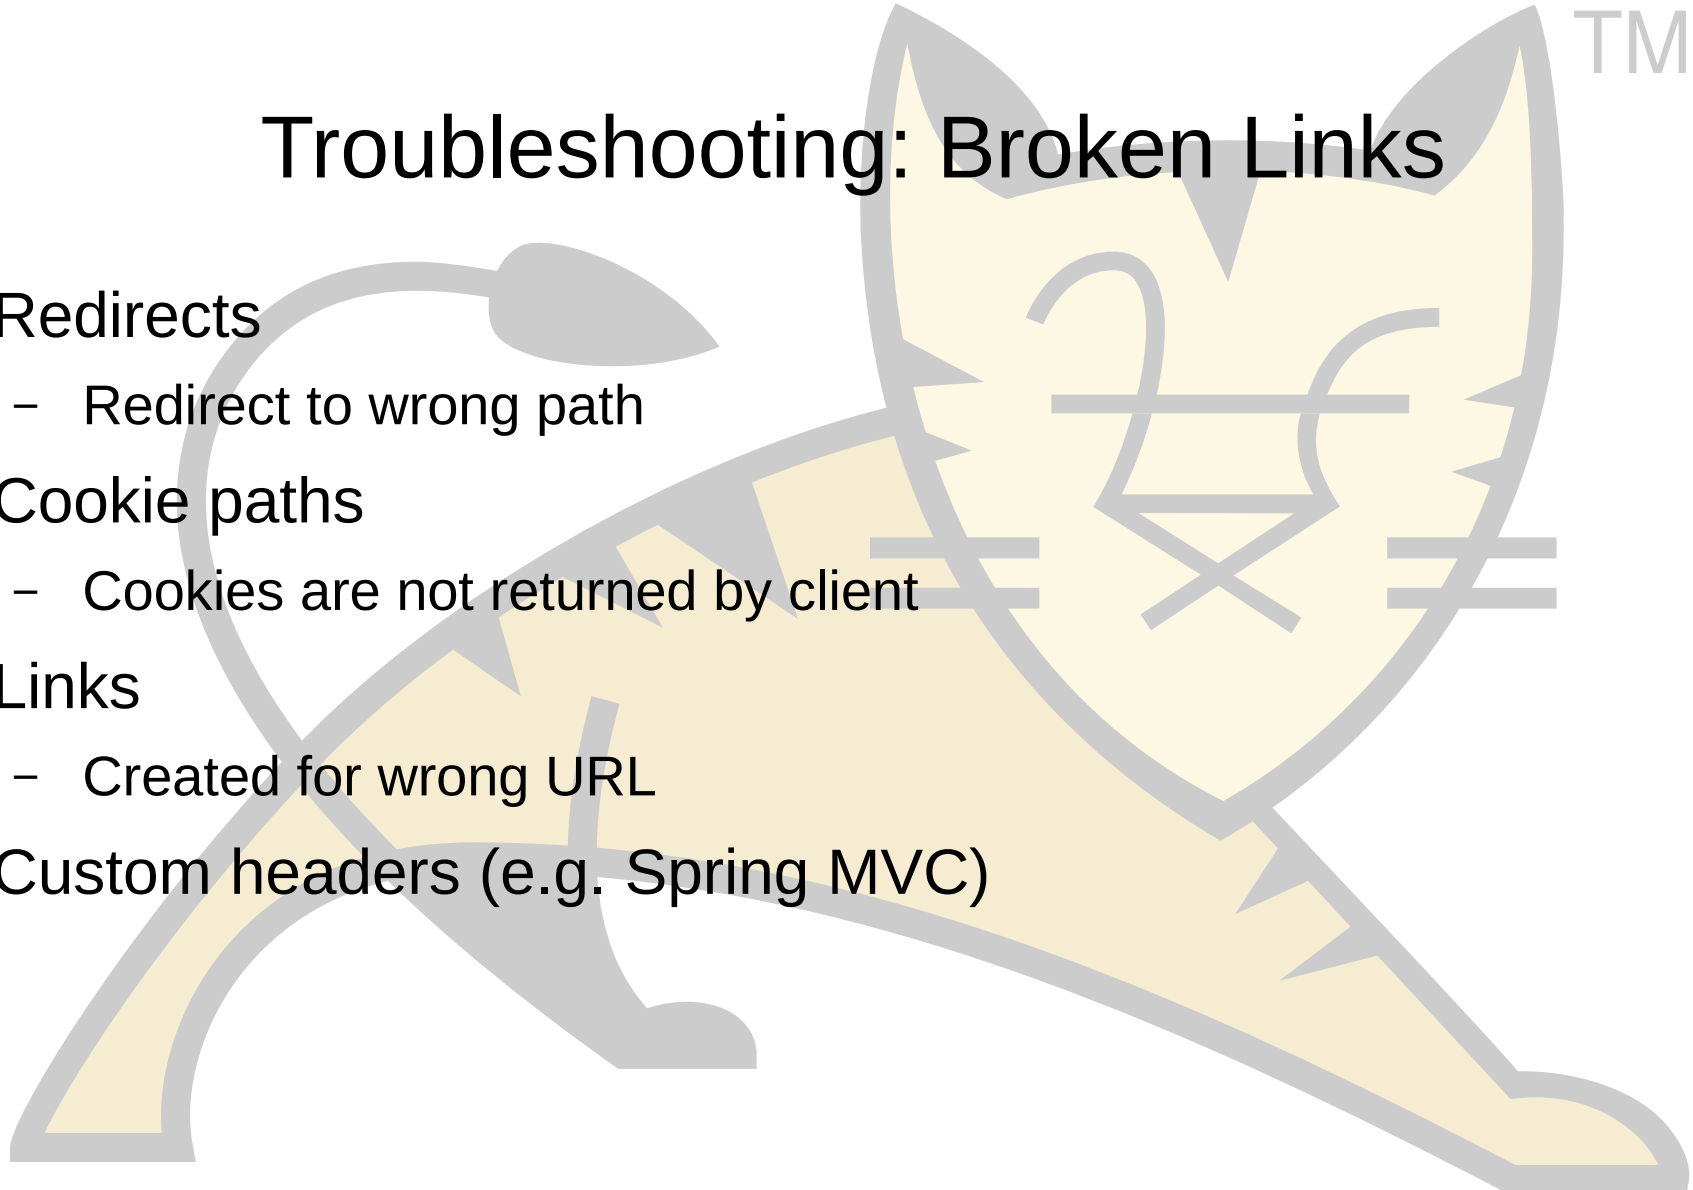 TM
Troubleshooting: Broken Links
Redirects
– Redirect to wrong path
Cookie paths
– Cookies are not returned by client
Links
– Created for wrong URL
Custom headers (e.g. Spring MVC)